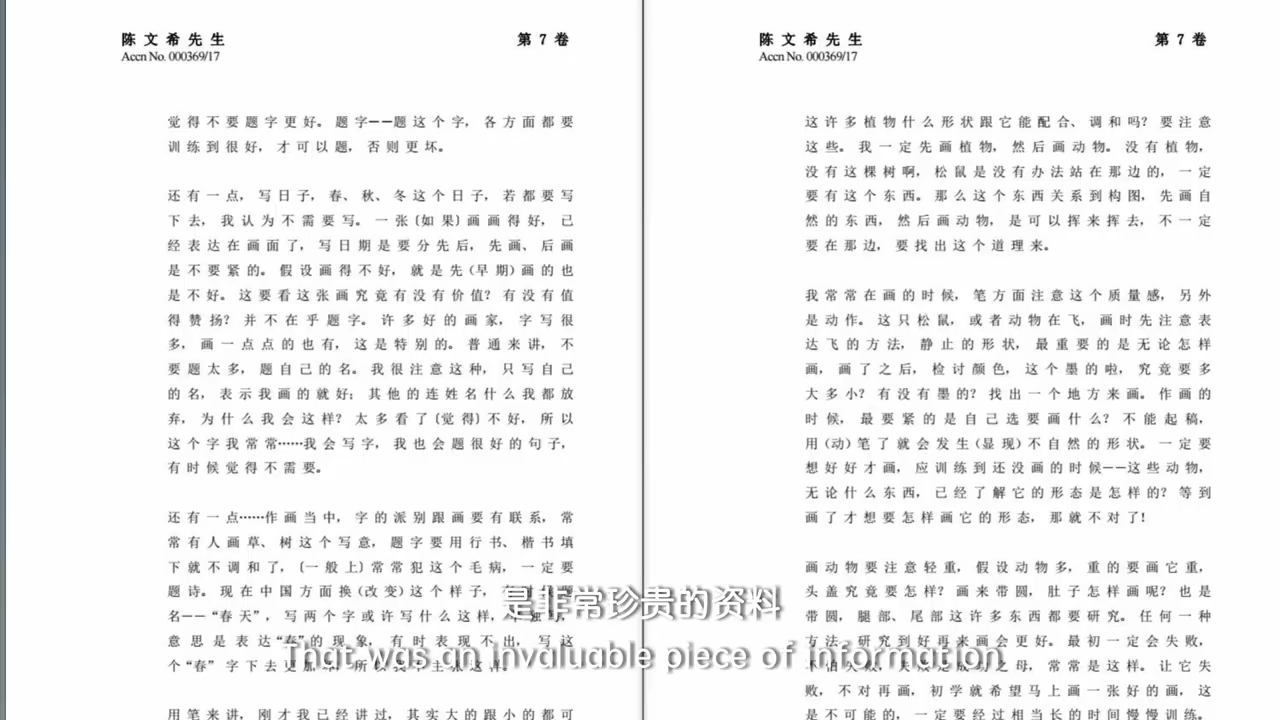 陈文希先生
第7卷
Accn No. 000369/17
觉得不要题字更好。题字——题这个字，各方面都要
训练到很好，才可以题，否则更坏。
还有一点，写日子，春、秋、冬这个日子，若都要写
下去，我认为不需要写。一张〔如果〕画画得好，已
经表达在画面了，写日期是要分先后，先画、后画
是不要紧的。假设画得不好，就是先（早期）画的也
是不好。这要看这张画究竟有没有价值？有没有值
得赞扬？并不在乎题字。许多好的画家，字写很
多，画一点点的也有，这是特别的。普通来讲，不
要题太多，题自己的名。我很注意这种，只写自己
的名，表示我画的就好；其他的连姓名什么我都放
弃，为什么我会这样？太多看了〔觉得〕不好，所以
这个字我常常……我会写字，我也会题很好的句子，
有时候觉得不需要。
还有一点……作画当中，字的派别跟画要有联系，常
常有人画草、树这个写意，题字要用行书、楷书填
下就不调和了，〔一般上〕常常犯这个毛病，一定要
题诗。现在中国方面换（改变）这个样子，
名——“春天”，写两个字或许写什么这样，
意思是表达“春”的现象，有时表现不出，写这
个“春”字下去更
用笔来讲，刚才我已经讲过，其实大的跟小的都可
陈文希先生
第7卷
Accn No. 000369/17
这许多植物什么形状跟它能配合、调和吗？要注意
这些。我一定先画植物，然后画动物。没有植物，
没有这棵树啊，松鼠是没有办法站在那边的，一定
要有这个东西。那么这个东西关系到构图，先画自
然的东西，然后画动物，是可以挥来挥去，不一定
要在那边，要找出这个道理来。
我常常在画的时候，笔方面注意这个质量感，另外
是动作。这只松鼠，或者动物在飞，画时先注意表
达飞的方法，静止的形状，最重要的是无论怎样
画，画了之后，检讨颜色，这个墨的啦，究竟要多
大多小？有没有墨的？找出一个地方来画。作画的
时候，最要紧的是自己选要画什么？不能起稿，
用（动）笔了就会发生（显现）不自然的形状。一定要
想好好才画，应训练到还没画的时候——这些动物，
无论什么东西，已经了解它的形态是怎样的？等到
画了才想要怎样画它的形态，那就不对了！
画动物要注意轻重，假设动物多，重的要画它重，
头盖究竟要怎样？画来带圆，肚子怎样画呢？也是
带圆，腿部、尾部这许多东西都要研究。任何一种
方法，研究到好再来画会更好。最初一定会失败，
之母，常常是这样。让它失
败，不对再画，初学就希望马上画一张好的画，这
是不可能的，一定要经过相当长的时间慢慢训练。
是非常珍贵的资料
That was an invaluable piece of information